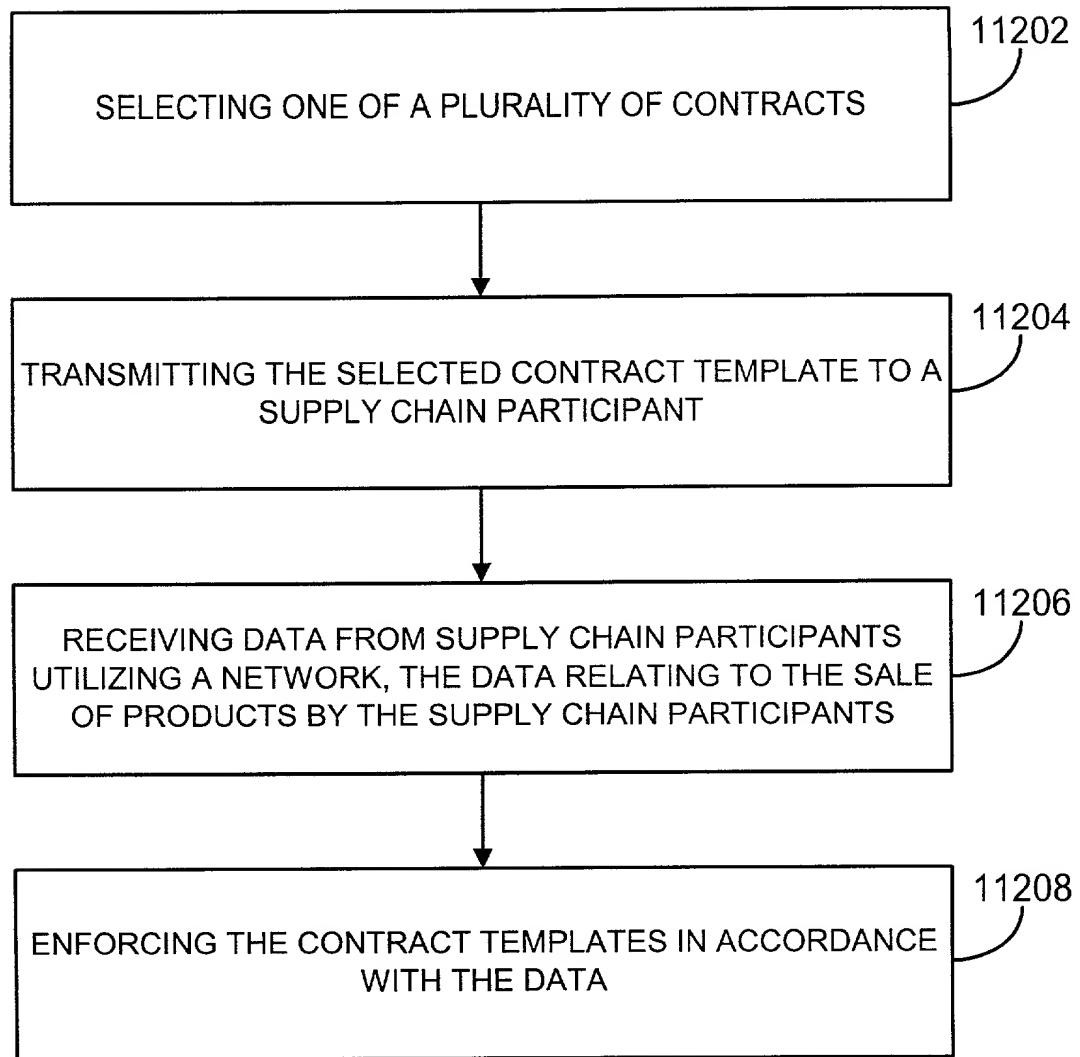 11202
SELECTING ONE OF A PLURALITY OF CONTRACTS
11204
TRANSMITTING THE SELECTED CONTRACT TEMPLATE TO A
SUPPLY CHAIN PARTICIPANT
11206
RECEIVING DATA FROM SUPPLY CHAIN PARTICIPANTS
UTILIZING A NETWORK, THE DATA RELATING TO THE SALE
OF PRODUCTS BY THE SUPPLY CHAIN PARTICIPANTS
11208
ENFORCING THE CONTRACT TEMPLATES IN ACCORDANCE
WITH THE DATA